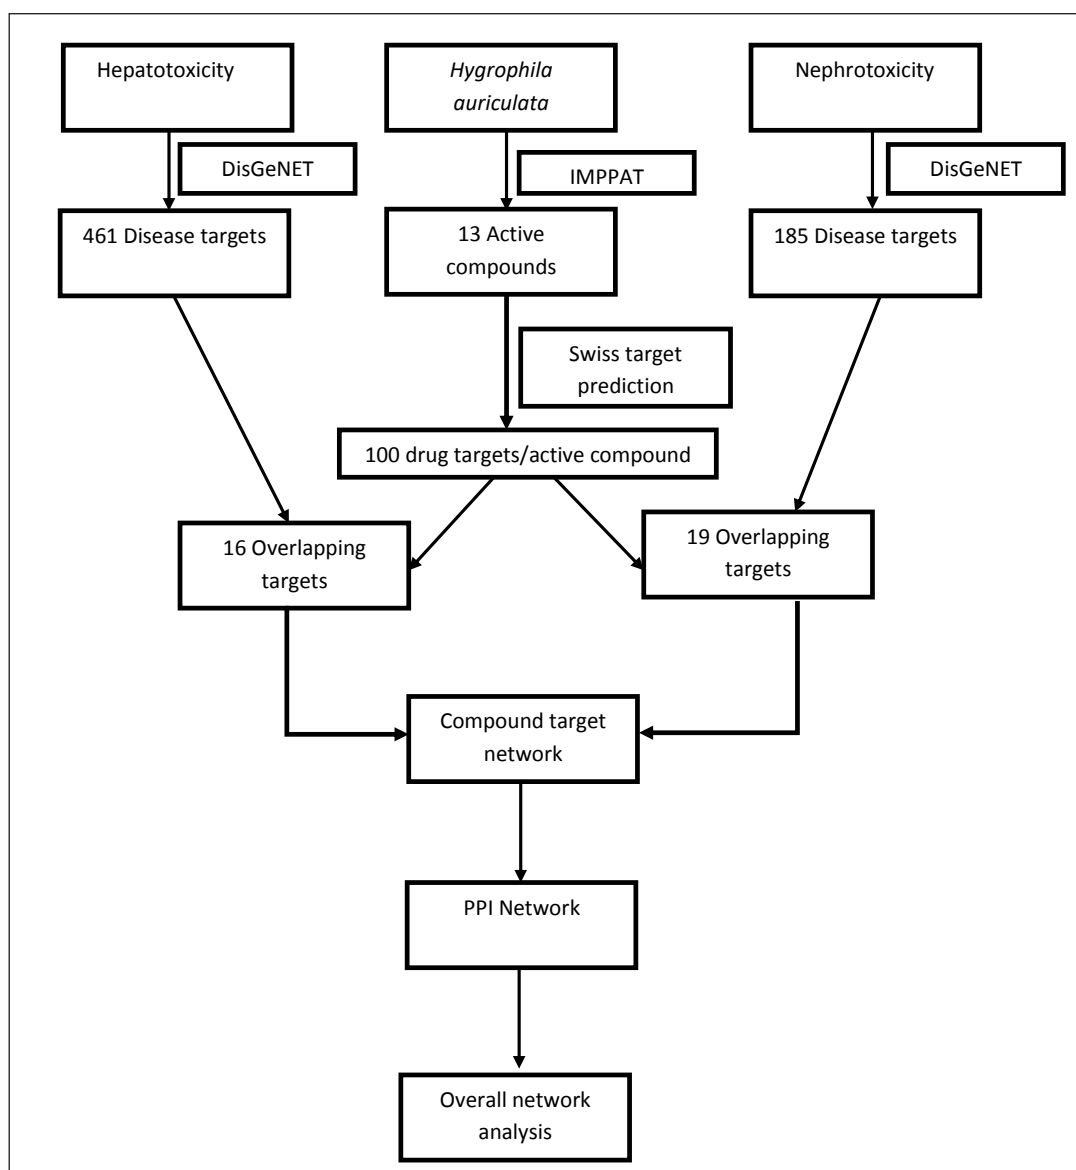 Hepatotoxicity
Hygrophila
auriculata
Nephrotoxicity
DisGeNET
IMPPAT
DisGeNET
461 Disease targets
13 Active
compounds
185 Disease targets
Swiss target
prediction
100 drug targets/active compound
16 Overlapping
targets
19 Overlapping
targets
Compound target
network
PPI Network
Overall network
analysis